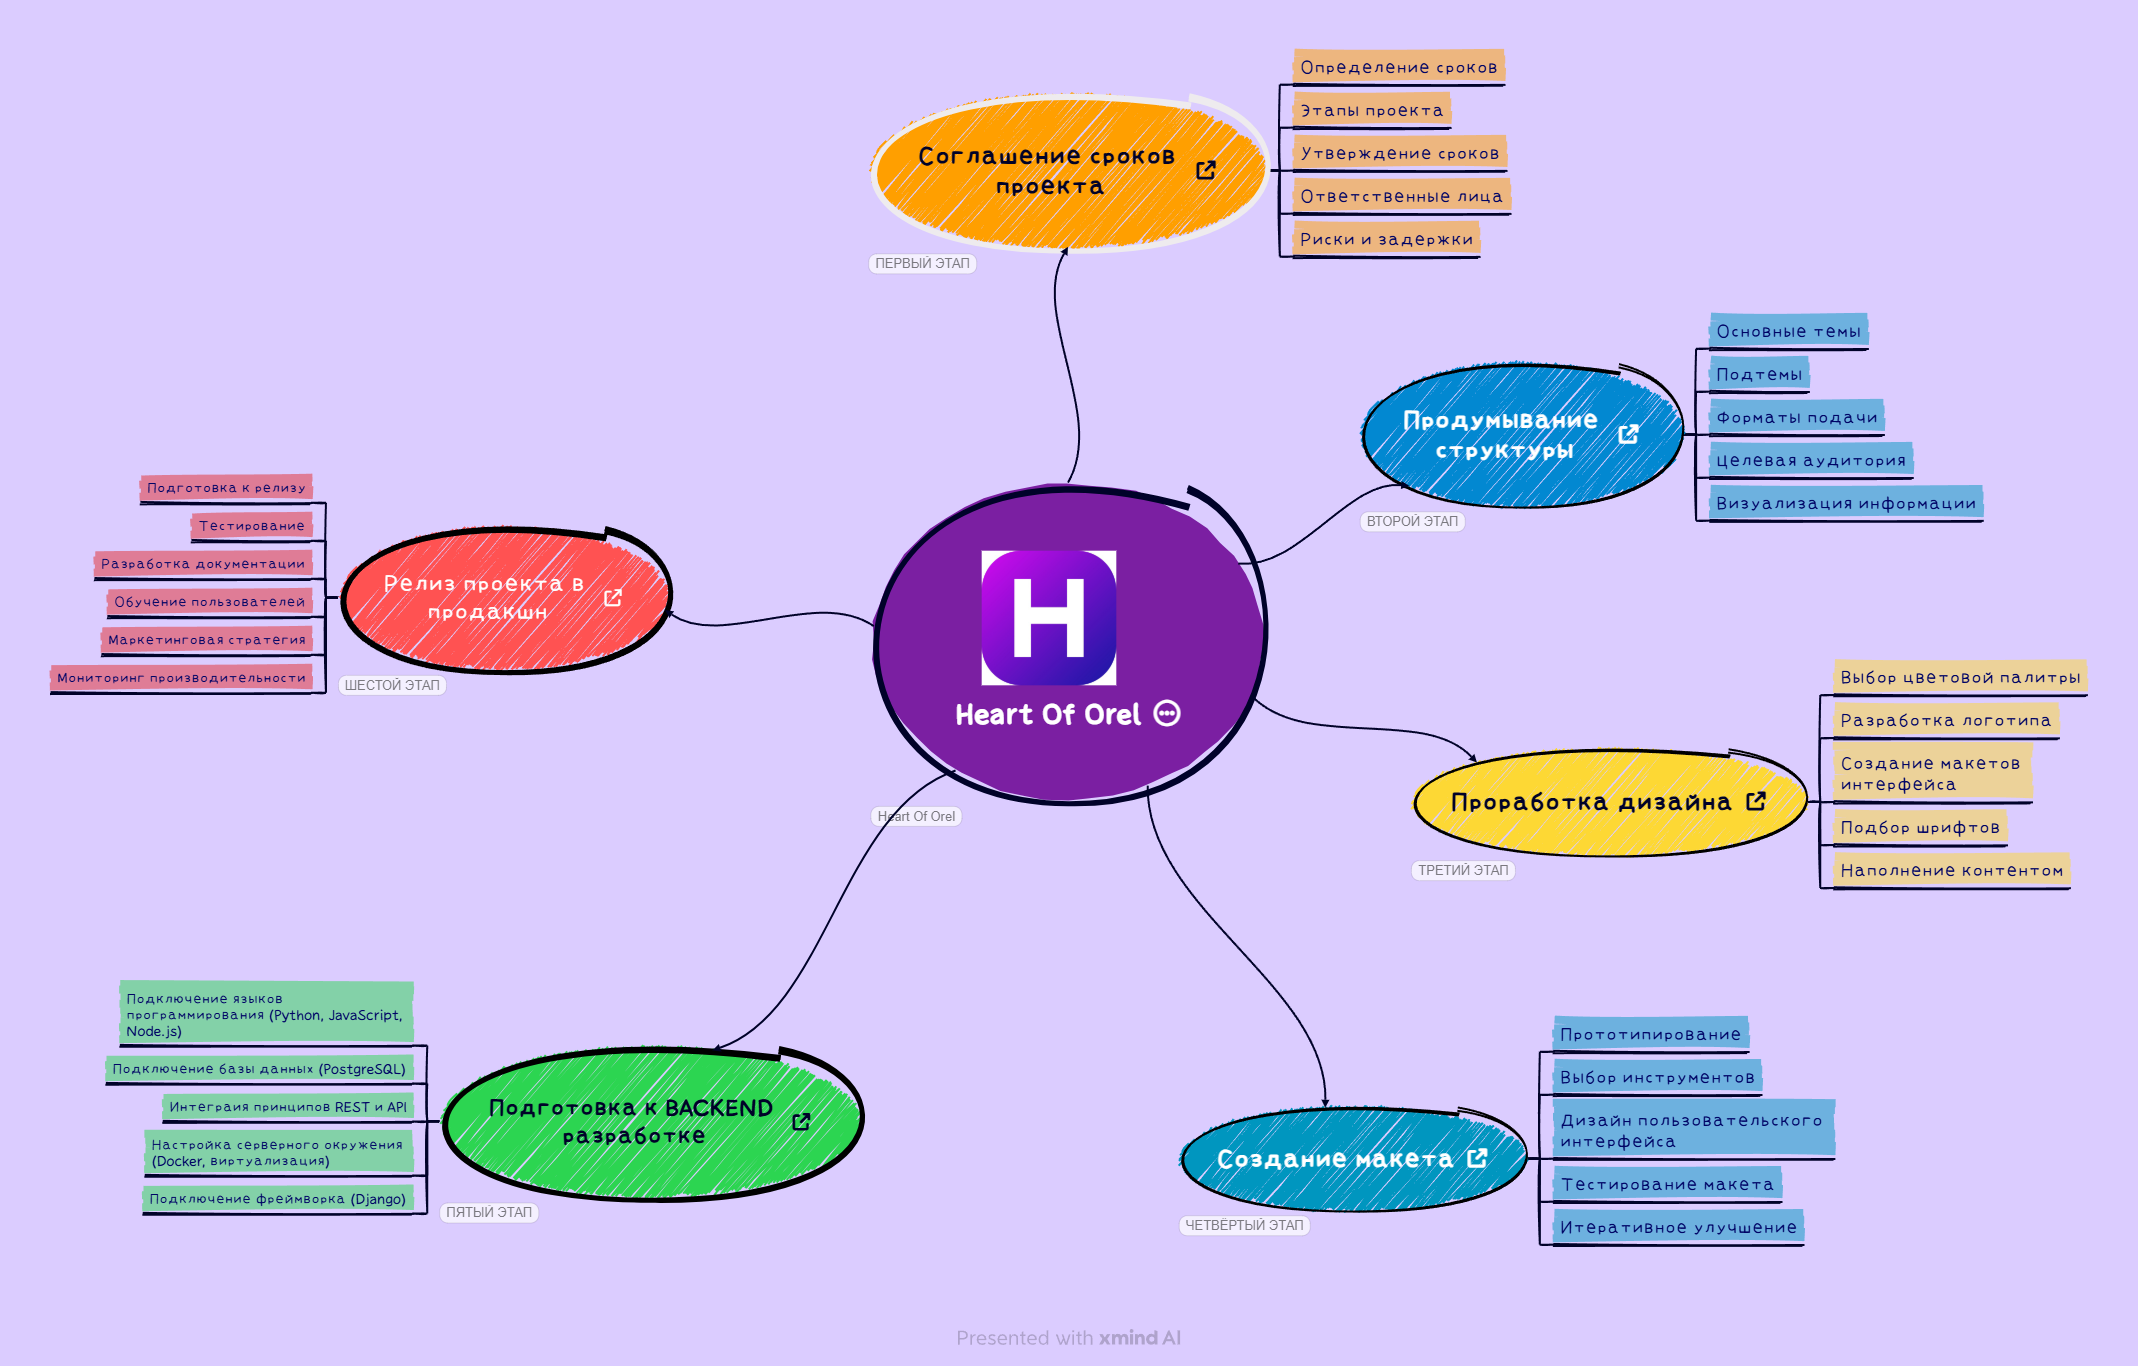 Соглашение сроков
проекта
ПЕРВЫЙ ЭТАП
Определение сроков
Этапы проекта
Утверждение сроков
Ответственные лица
Риски и задержки
Продумывание
структуры
ВТОРОЙ ЭТАП
Основные темы
Подтемы
Форматы подачи
Целевая аудитория
Визуализация информации
Проработка дизайна
ТРЕТИЙ ЭТАП
Выбор цветовой палитры
Разработка логотипа
Создание макетов
интерфейса
Подбор шрифтов
Наполнение контентом
Создание макета
ЧЕТВЁРТЫЙ ЭТАП
Прототипирование
Выбор инструментов
Дизайн пользовательского
интерфейса
Тестирование макета
Итеративное улучшение
Подготовка к BACKEND
разработке
ПЯТЫЙ ЭТАП
Подключение языков
программирования (Python, JavaScript,
Node.js)
Подключение базы данных (PostgreSQL)
Интеграия принципов REST и API
Настройка серверного окружения
(Docker, виртуализация)
Подключение фреймворка (Django)
Релиз проекта в
продакшн
ШЕСТОЙ ЭТАП
Подготовка к релизу
Тестирование
Разработка документации
Обучение пользователей
Маркетинговая стратегия
Мониторинг производительности
H
Heart Of Orel
Heart Of Orel
Presented with xmind AI